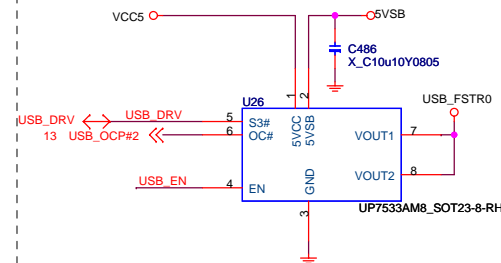 VCC5
5VSB
C486
X_C10u10Y0805
1
2
U26
5VCC
5VSB
USB_FSTR0
USB_DRV
USB_DRV
5
S3#
VOUT1
7
13
USB_OCP#2
6
OC#
USB_EN
4
EN
GND
VOUT2
8
3
UP7533AM8_SOT23-8-RH